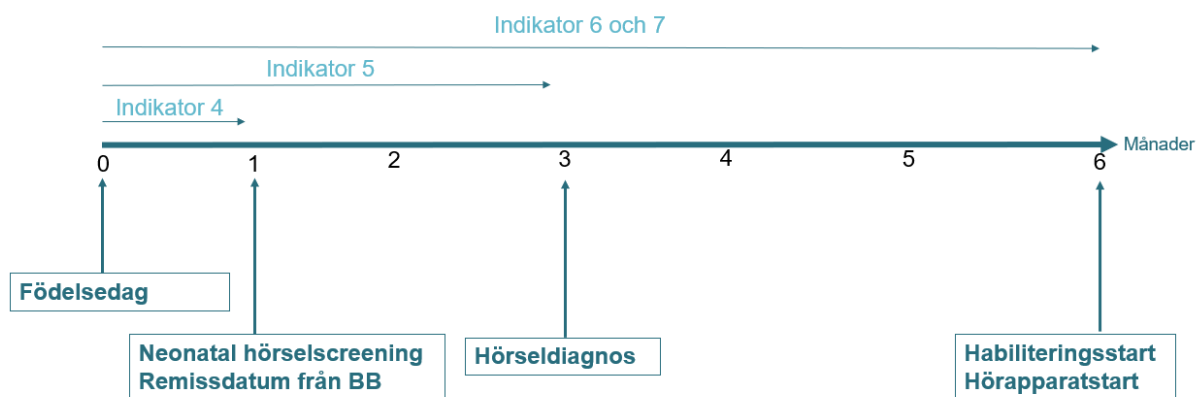 Indikator 6 och 7
Indikator 5
Indikator 4
Månader
0 1 2 3 4 5 6
Födelsedag
Neonatal hörselscreening
Remissdatum från BB
Hörseldiagnos
Habiliteringsstart
Hörapparatstart